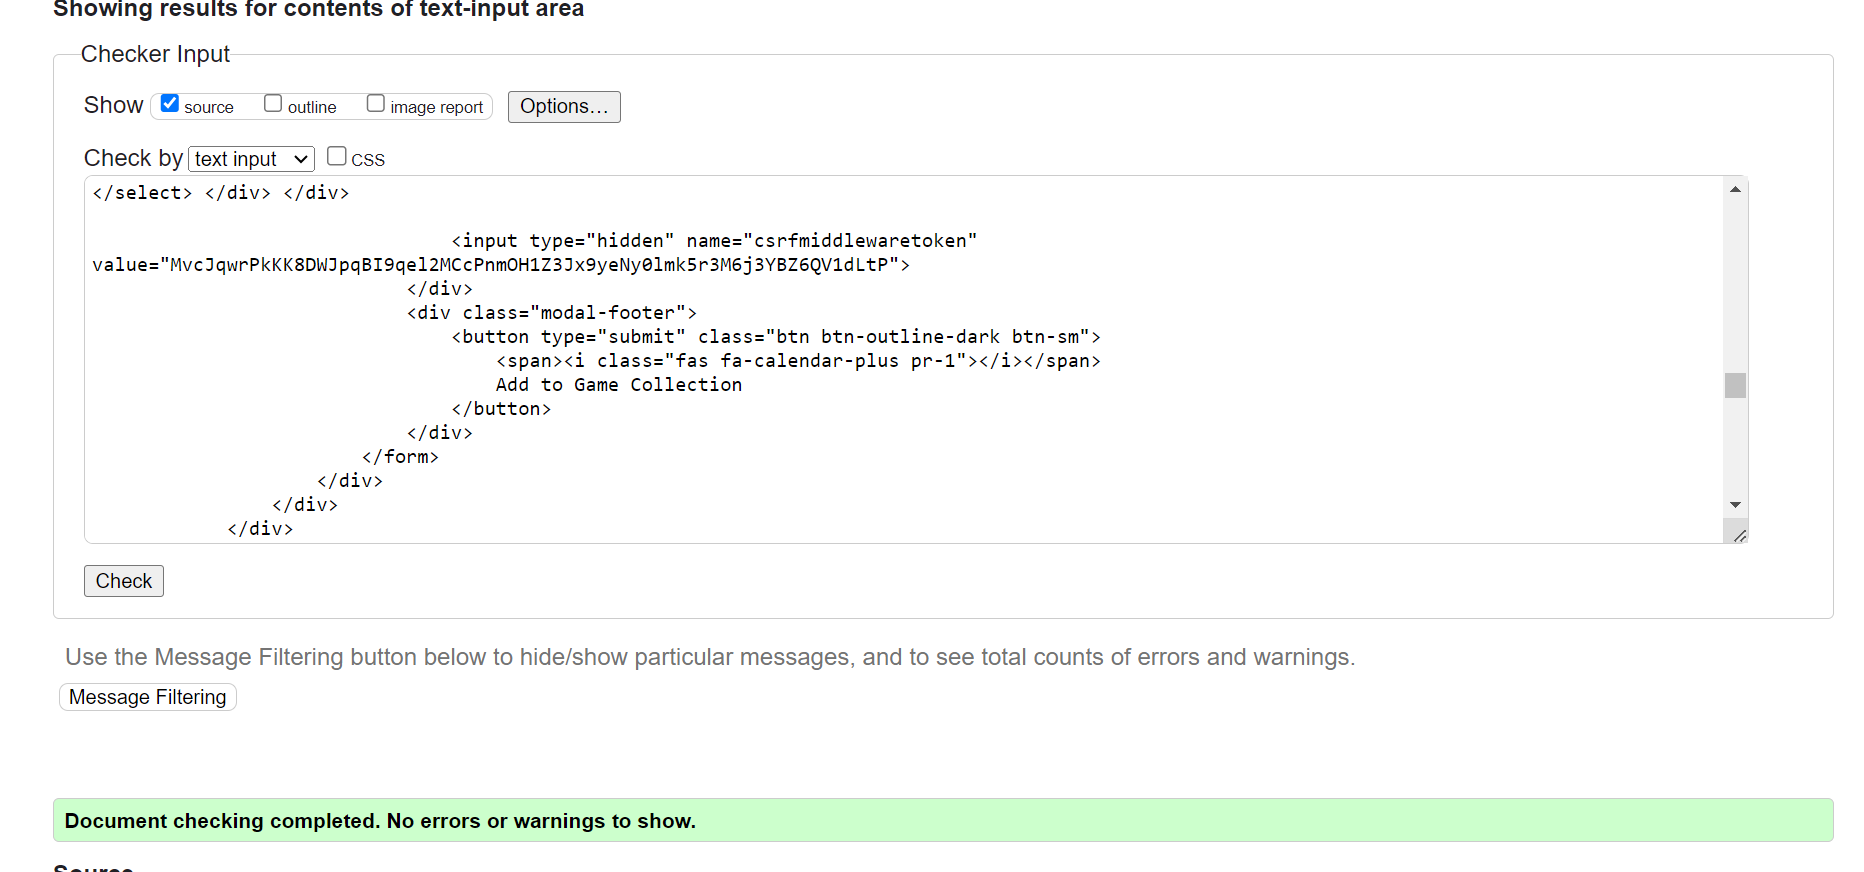 Showing results for contents of text-input area
Checker Input
Show source outline image report Options...
Check by text input CSS
</select> </div> </div>
<input type="hidden" name="csrfmiddlewaretoken"
value="MvcJqwrPkKK8DWJpqBI9qel2MCcPnmOH1Z3Jx9yeNy0lmk5r3M6j3YBZ6QV1dLtP">
</div>
<div class="modal-footer">
<button type="submit" class="btn btn-outline-dark btn-sm">
<span><i class="fas fa-calendar-plus pr-1"></i></span>
Add to Game Collection
</button>
</div>
</form>
</div>
</div>
</div>
Check
Use the Message Filtering button below to hide/show particular messages, and to see total counts of errors and warnings.
Message Filtering
Document checking completed. No errors or warnings to show.
Source